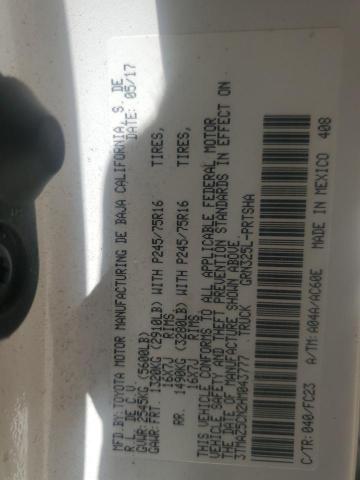 MFD.BY:TOYOTA MOTOR MANUFACTURING DE BAJA CALIFORNIA, S. DE
R.L. DE C.V. DATE: 05/17
GVWR: 2545KG(5600LB)
GAWR: FRT. 1320KG (2910LB) WITH P245/75R16 TIRES,
16X7J RIMS,
RR. 1490KG (3280LB) WITH P245/75R16 TIRES,
16X7J RIMS
THIS VEHICLE CONFORMS TO ALL APPLICABLE FEDERAL MOTOR
VEHICLE SAFETY AND THEFT PREVENTION STANDARDS IN EFFECT ON
THE DATE OF MANUFACTURE SHOWN ABOVE.
3TMAZ5CN2HM043777 TRUCK GRN325L-PRTSHA
C/TR:040/FC23 A/TM:A04A/AC60E MADE IN MEXICO 408